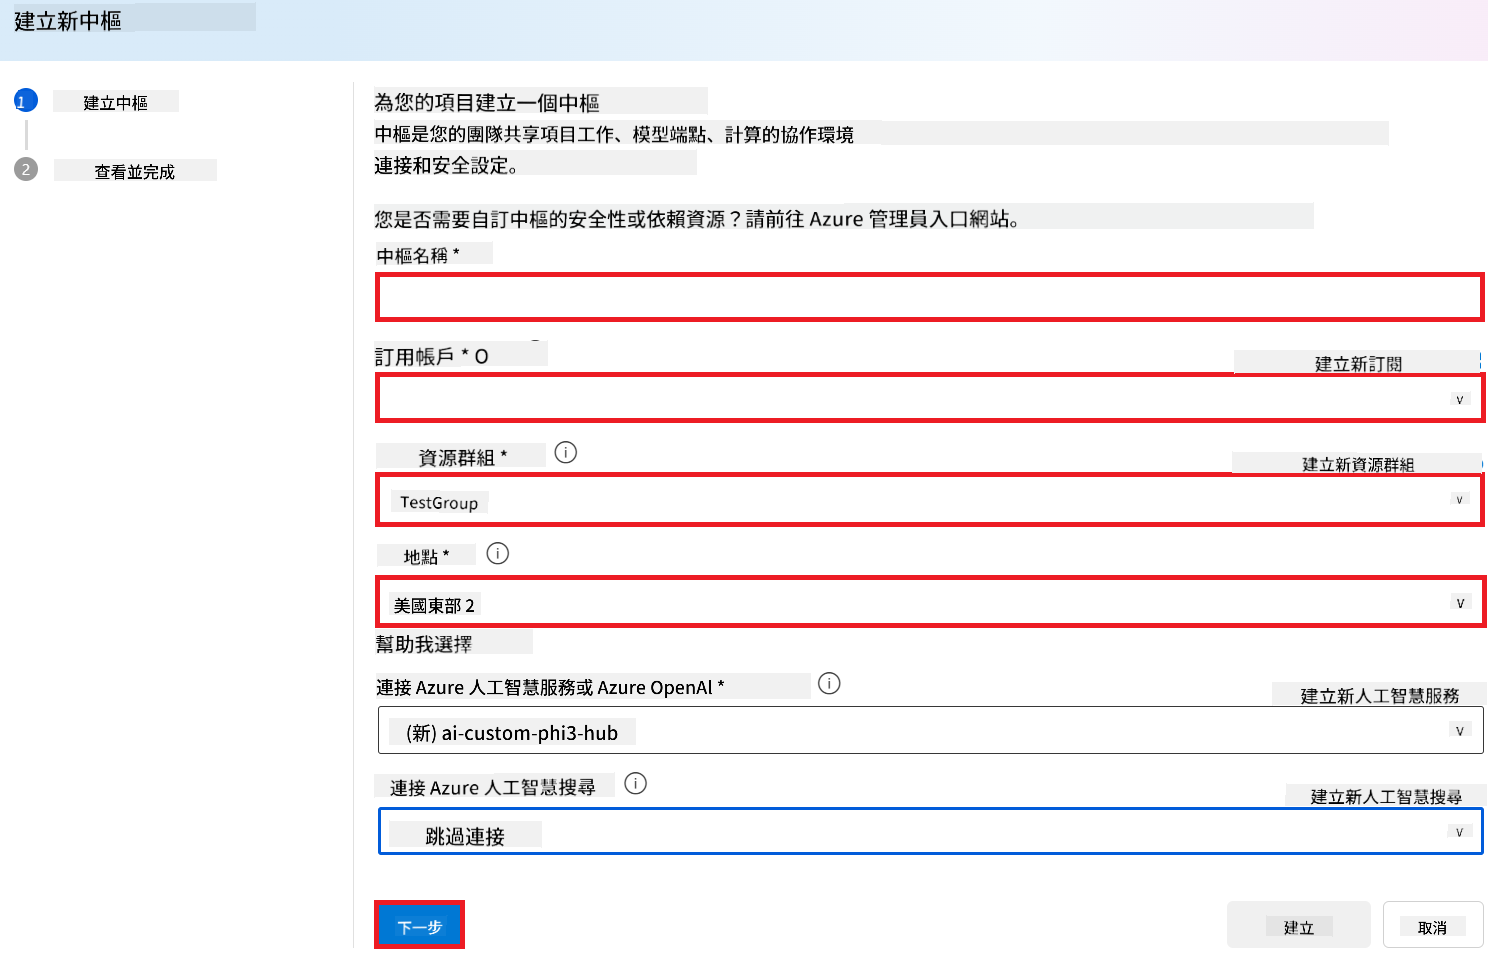 建立新中樞
1
建立中樞
2
查看並完成
為您的項目建立一個中樞
中樞是您的團隊共享項目工作、模型端點、計算的協作環境
連接和安全設定。
您是否需要自訂中樞的安全性或依賴資源？請前往 Azure 管理員入口網站。
中樞名稱 *
訂用帳戶 * O
建立新訂閱
v
資源群組 *
i
建立新資源群組
TestGroup
v
地點 *
i
美國東部 2
v
幫助我選擇
連接 Azure 人工智慧服務或 Azure OpenAl *
i
建立新人工智慧服務
(新) ai-custom-phi3-hub
v
連接 Azure 人工智慧搜尋
i
建立新人工智慧搜尋
跳過連接
v
下一步
建立
取消